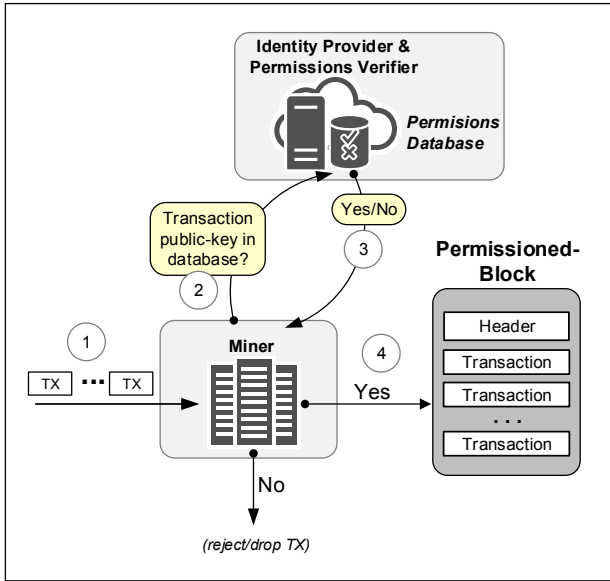 Identity Provider &
Permissions Verifier
Permisions
Database
Transaction
public-key in
database?
Yes/No
2
3
Permissioned-
Block
1
Miner
4
Header
TX ... TX
Yes
Transaction
Transaction
...
Transaction
No
(reject/drop TX)